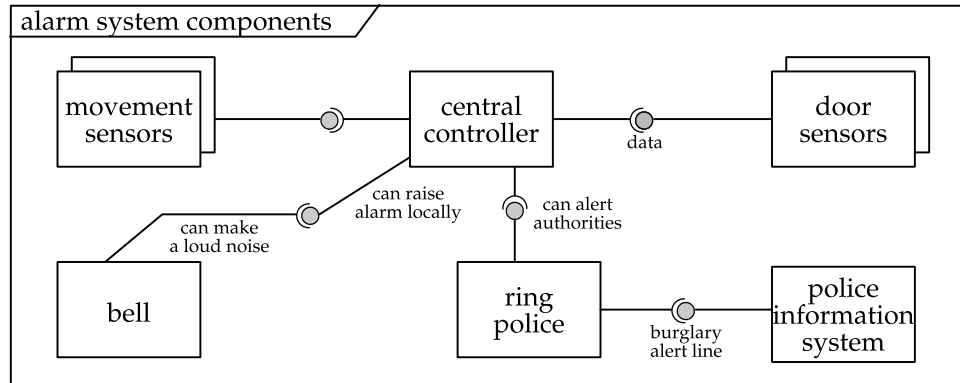 alarm system components
movement
sensors
central
controller
door
sensors
data
can raise
alarm locally
can alert
authorities
can make
a loud noise
bell
ring
police
burglary
alert line
police
information
system